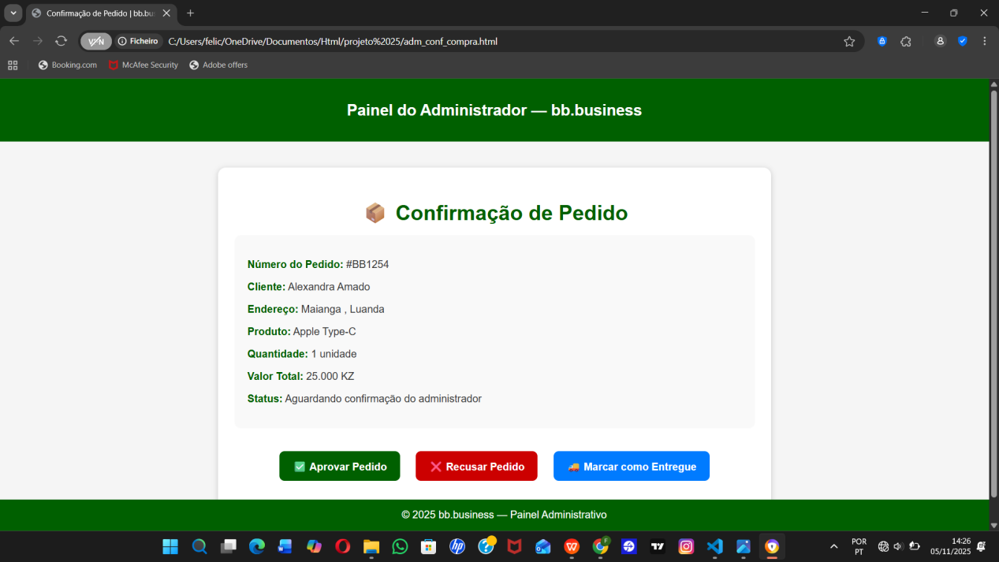 Confirmação de Pedido | bb.bu
VPN
Ficheiro
C:/Users/felic/OneDrive/Documentos/Html/projeto%2025/adm_conf_compra.html
Booking.com
McAfee Security
Adobe offers
Painel do Administrador — bb.business
📦 Confirmação de Pedido
Número do Pedido: #BB1254
Cliente: Alexandra Amado
Endereço: Maianga , Luanda
Produto: Apple Type-C
Quantidade: 1 unidade
Valor Total: 25.000 KZ
Status: Aguardando confirmação do administrador
✅ Aprovar Pedido
❌ Recusar Pedido
🚚 Marcar como Entregue
© 2025 bb.business — Painel Administrativo
POR
PT
14:26
05/11/2025